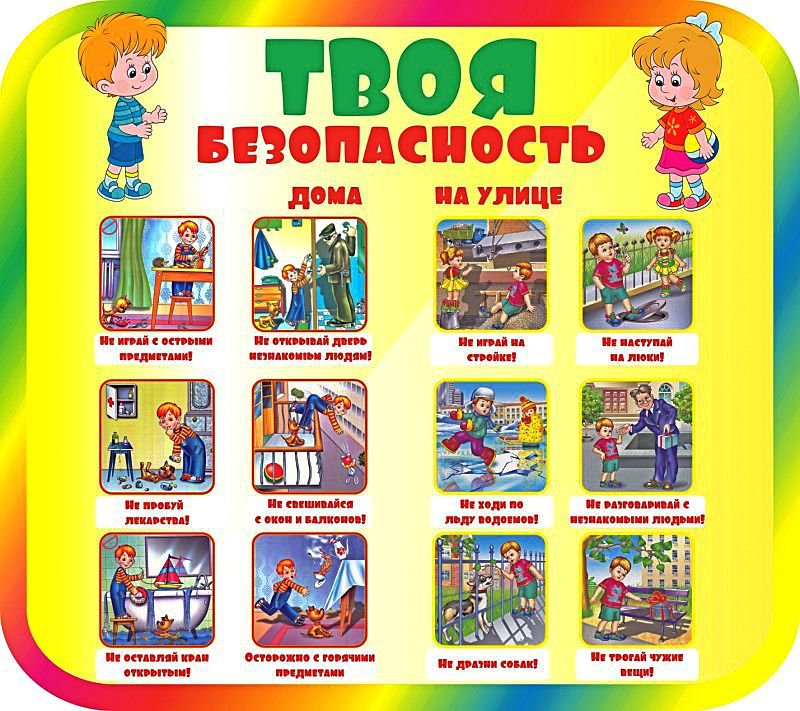 ТВОЯ
БЕЗОПАСНОСТЬ
ДОМА
НА УЛИЦЕ
Не играй с острыми
предметами!
Не открывай дверь
незнакомым людям!
Не играй на
стройке!
Не наступай
на люки!
Не пробуй
лекарства!
Не свешивайся
с окон и балконов!
Не ходи по
льду водоемов!
Не разговаривай с
незнакомыми людьми!
Не оставляй кран
открытым!
Осторожно с горячими
предметами
Не дразни собак!
Не трогай чужие
вещи!